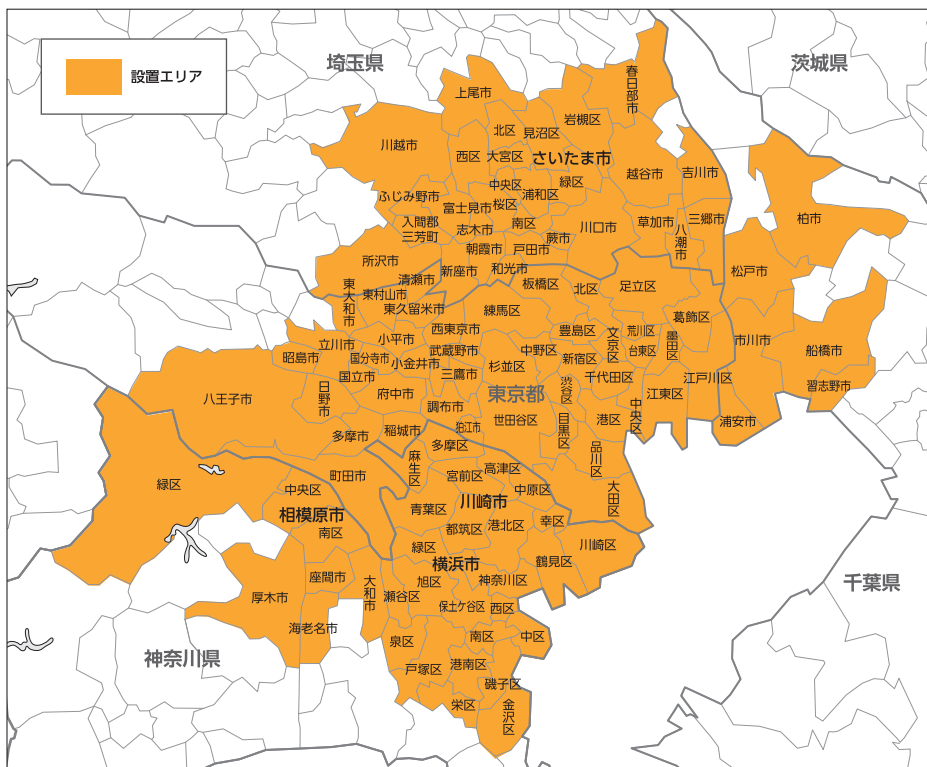 設置エリア
埼玉県
茨城県
春日部市
上尾市
岩槻区
北区
見沼区
川越市
西区
大宮区
さいたま市
吉川市
越谷市
緑区
中央区
浦和区
ふじみ野市
桜区
富士見市
入間郡
三芳町
志木市
南区
川口市
草加市
八潮市
三郷市
柏市
蕨市
朝霞市
戸田市
所沢市
新座市
和光市
松戸市
清瀬市
東大和市
東村山市
東久留米市
板橋区
北区
足立区
練馬区
葛飾区
西東京市
豊島区
文京区
荒川区
墨田区
市川市
小平市
立川市
武蔵野市
中野区
台東区
船橋市
昭島市
国分寺市
小金井市
杉並区
新宿区
国立市
三鷹市
渋谷区
千代田区
江戸川区
習志野市
八王子市
日野市
府中市
東京都
江東区
調布市
中央区
狛江市
世田谷区
目黒区
港区
浦安市
多摩市
稲城市
多摩区
品川区
麻生区
町田市
宮前区
高津区
緑区
中央区
中原区
大田区
川崎市
相模原市
青葉区
南区
都筑区
港北区
幸区
川崎区
緑区
横浜市
鶴見区
座間市
大和市
旭区
神奈川区
千葉県
厚木市
瀬谷区
保土ケ谷区
西区
海老名市
泉区
南区
中区
神奈川県
戸塚区
港南区
磯子区
栄区
金沢区